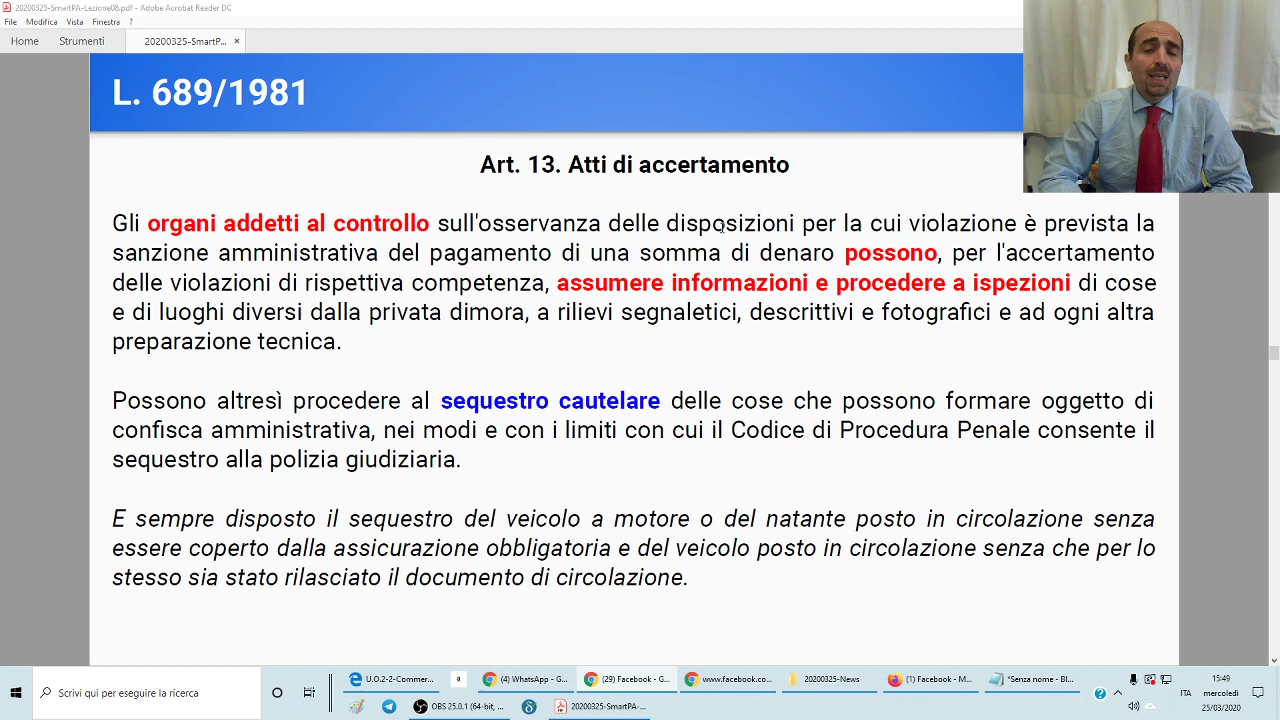 20200325-SmartPA-Lezione08.pdf - Adobe Acrobat Reader DC
File Modifica Vista Finestra ?
Home Strumenti 20200325-SmartP... ×
L. 689/1981
Art. 13. Atti di accertamento
Gli organi addetti al controllo sull'osservanza delle disposizioni per la cui violazione è prevista la
sanzione amministrativa del pagamento di una somma di denaro possono, per l'accertamento
delle violazioni di rispettiva competenza, assumere informazioni e procedere a ispezioni di cose
e di luoghi diversi dalla privata dimora, a rilievi segnaletici, descrittivi e fotografici e ad ogni altra
preparazione tecnica.
Possono altresì procedere al sequestro cautelare delle cose che possono formare oggetto di
confisca amministrativa, nei modi e con i limiti con cui il Codice di Procedura Penale consente il
sequestro alla polizia giudiziaria.
E sempre disposto il sequestro del veicolo a motore o del natante posto in circolazione senza
essere coperto dalla assicurazione obbligatoria e del veicolo posto in circolazione senza che per lo
stesso sia stato rilasciato il documento di circolazione.
U.O.2-2-Commer... 8 (4) WhatsApp - G... (29) Facebook - G... www.facebook.co... 20200325-News (1) Facebook - M... *Senza nome - Bl... 15:49
Scrivi qui per eseguire la ricerca ITA mercoledì
OBS 25.0.1 (64-bit, ... 20200325-SmartPA-... 25/03/2020